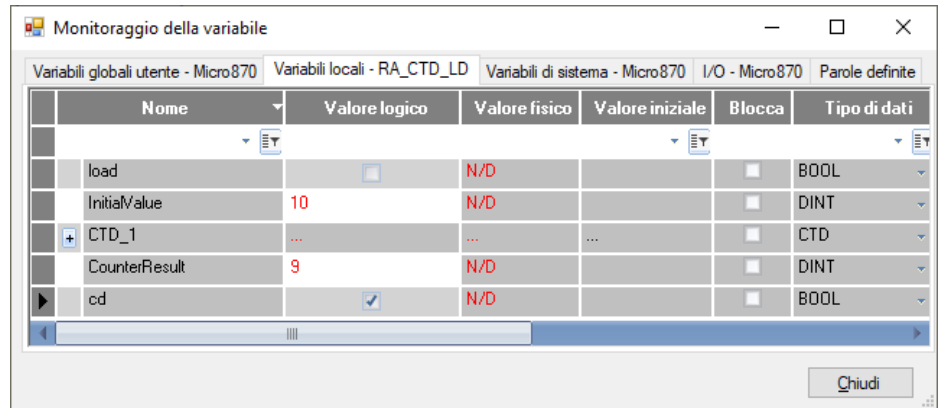 Monitoraggio della variabile
Variabili globali utente - Micro870 Variabili locali - RA_CTD_LD Variabili di sistema - Micro870 I/O - Micro870 Parole definite
Nome Valore logico Valore fisico Valore iniziale Blocca Tipo di dati
load N/D BOOL
InitialValue 10 N/D DINT
CTD_1 ... ... ... CTD
CounterResult 9 N/D DINT
cd N/D BOOL
Chiudi